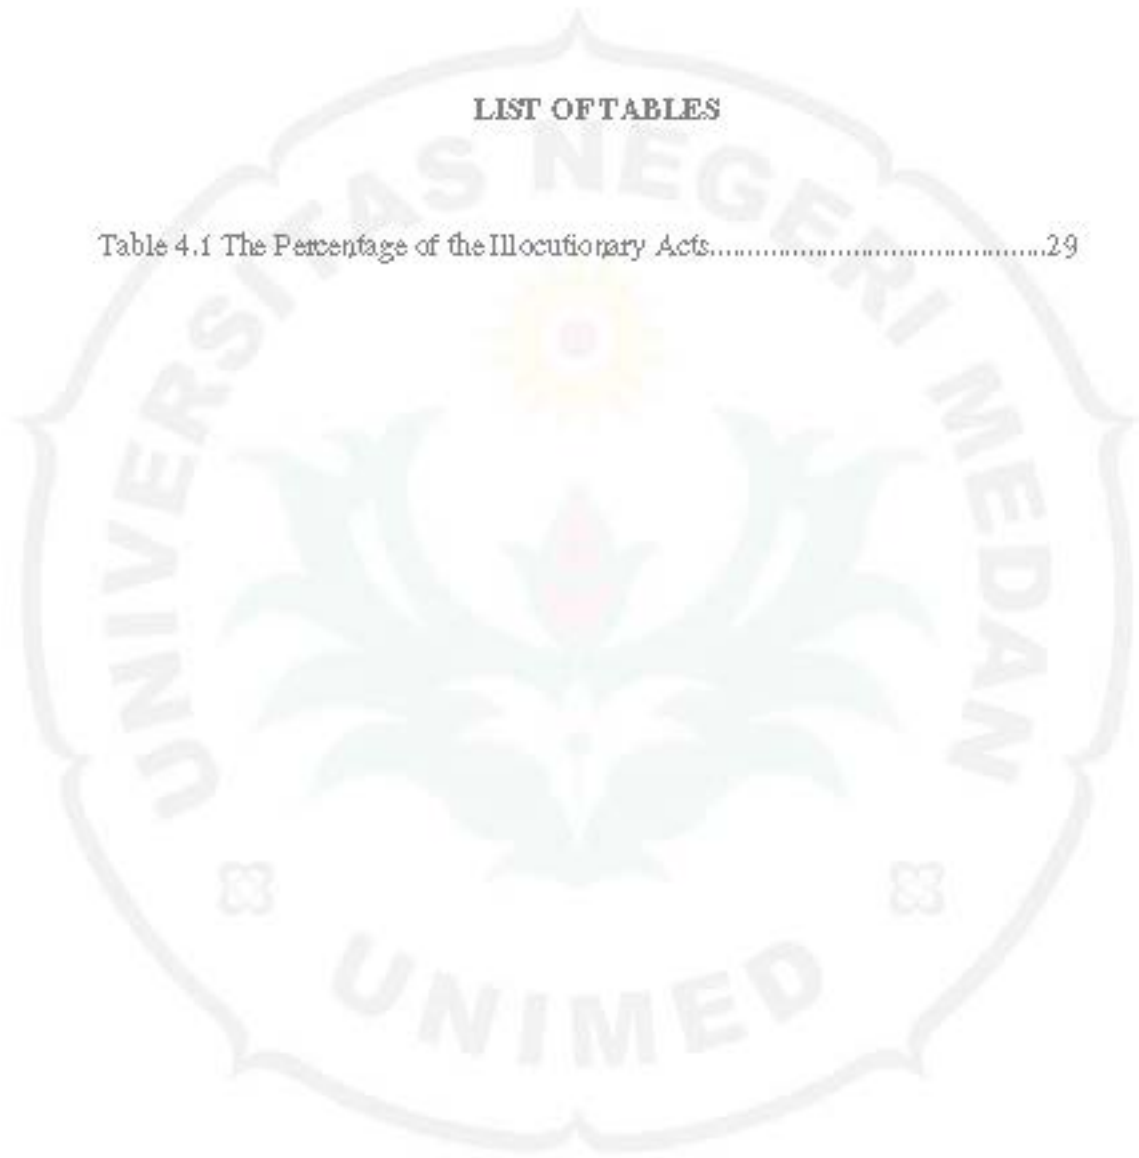 LIST OF TABLES
Table 4.1 The Percentage of the Illocutionary Acts..............................................29
UNIVERSITAS NEGERI MEDAN
UNIMED